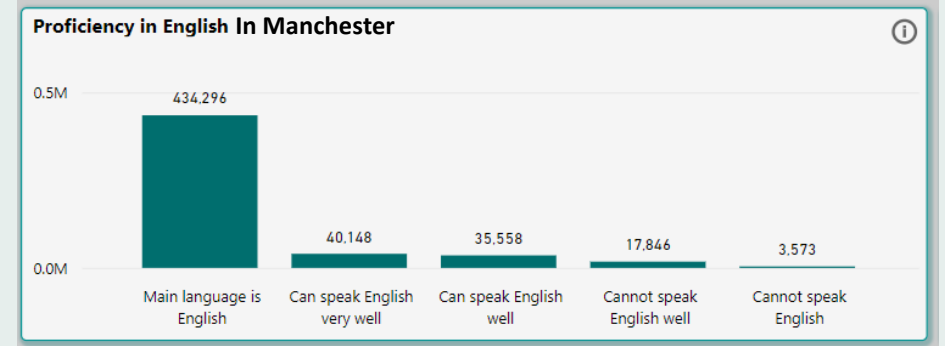 Proficiency in English In Manchester
0.5M
434,296
40,148
35,558
17,846
3,573
0.0M
Main language is
English
Can speak English
very well
Can speak English
well
Cannot speak
English well
Cannot speak
English